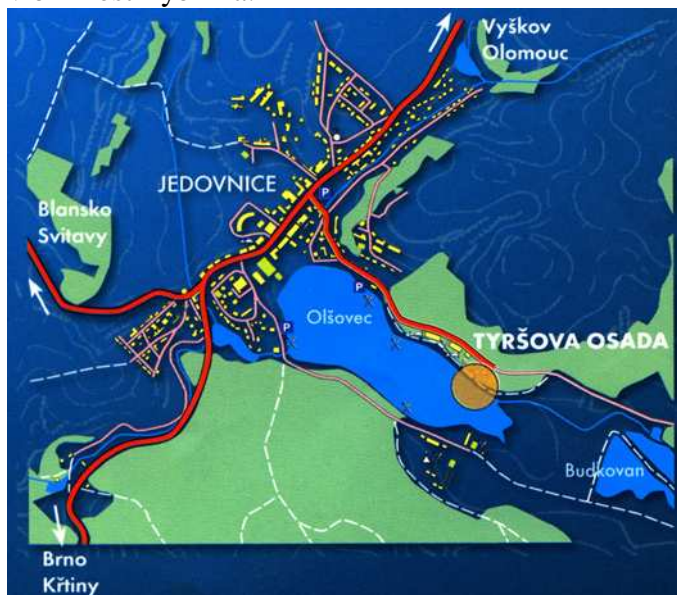 Vyškov
Olomouc
JEDOVNICE
P
Blansko
Svitavy
P
Olšovec
P
TYRŠOVA OSADA
Budkovan
Brno
Křtiny